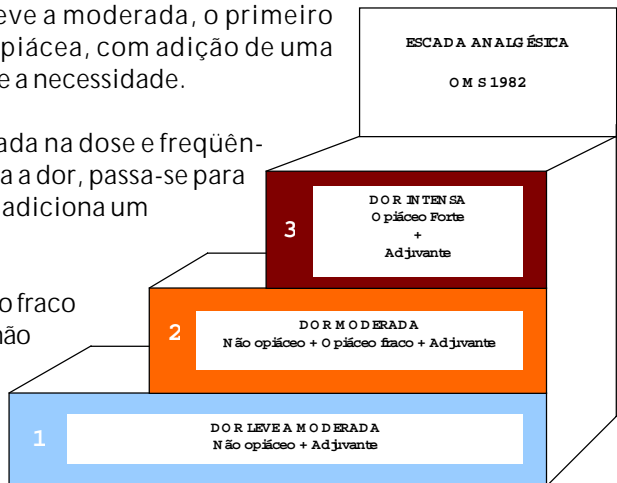 eve a moderada, o primeiro
piácea, com adição de uma
e a necessidade.
ada na dose e freqüên-
a a dor, passa-se para
adiciona um
o fraco
não
ESCADA ANALGÉSICA
OMS 1982
3
DOR INTENSA
Opiáceo Forte
+
Adjuvante
2
DOR MODERADA
Não opiáceo + Opiáceo fraco + Adjuvante
1
DOR LEVE A MODERADA
Não opiáceo + Adjuvante